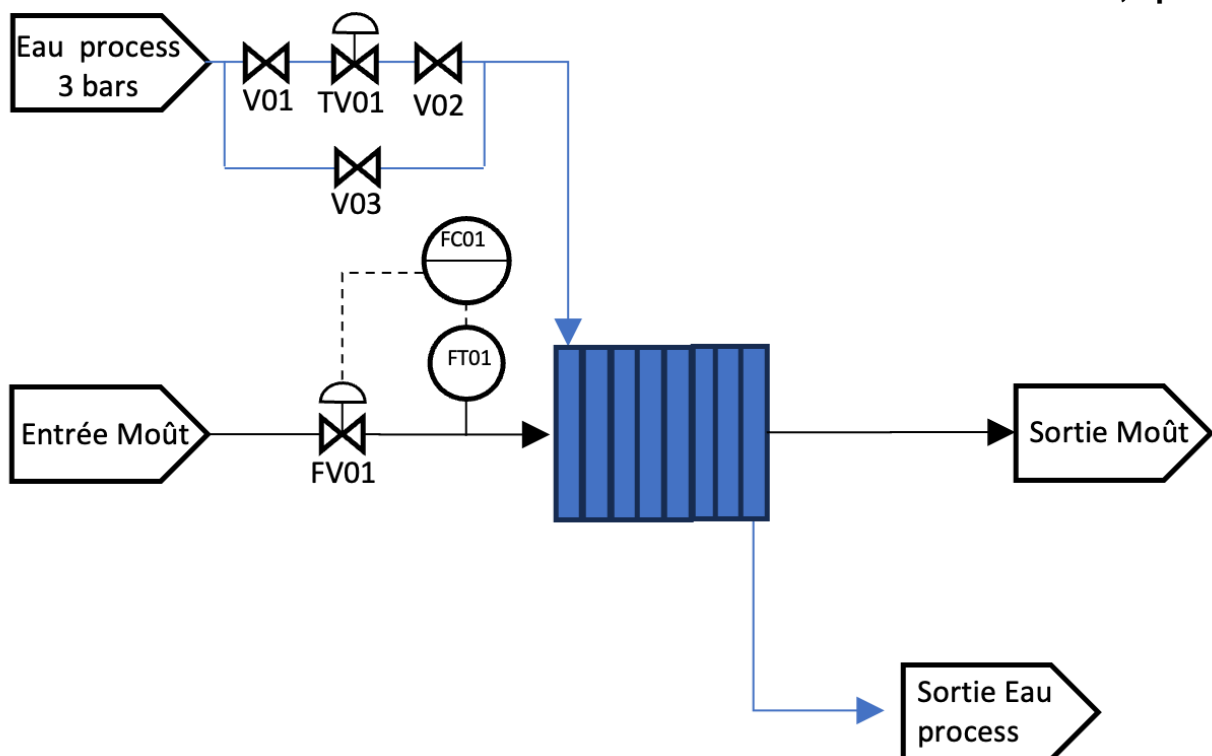 Eau process
3 bars
V01
TV01
V02
V03
FC01
FT01
Entrée Moût
FV01
Sortie Moût
Sortie Eau
process